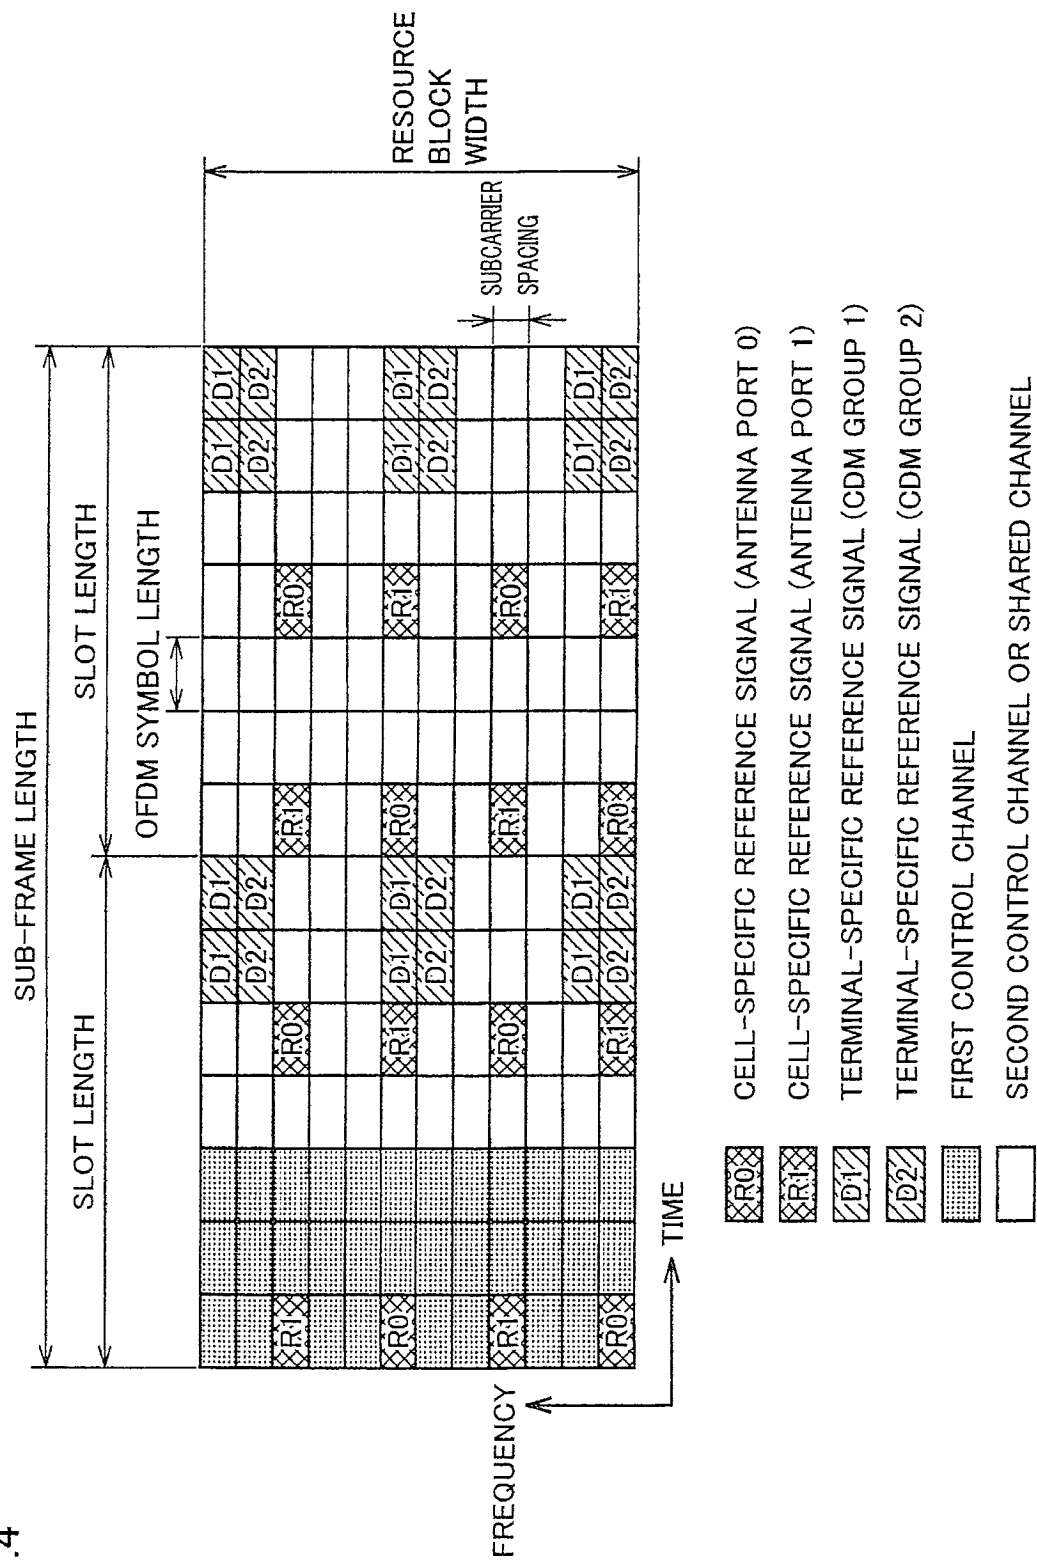 .4
SUB-FRAME LENGTH
SLOT LENGTH
SLOT LENGTH
OFDM SYMBOL LENGTH
D1 D1 D1 D1
D2 D2 D2 D2
R1 R0 R1 R0
R0 R1 D1 D1 R0 R1 D1 D1
D2 D2 D2 D2
R1 R0 R1 R0
D1 D1 D1 D1
R0 R1 D2 D2 R0 R1 D2 D2
RESOURCE
BLOCK
WIDTH
SUBCARRIER
SPACING
FREQUENCY
TIME
R0 CELL-SPECIFIC REFERENCE SIGNAL (ANTENNA PORT 0)
R1 CELL-SPECIFIC REFERENCE SIGNAL (ANTENNA PORT 1)
D1 TERMINAL-SPECIFIC REFERENCE SIGNAL (CDM GROUP 1)
D2 TERMINAL-SPECIFIC REFERENCE SIGNAL (CDM GROUP 2)
FIRST CONTROL CHANNEL
SECOND CONTROL CHANNEL OR SHARED CHANNEL